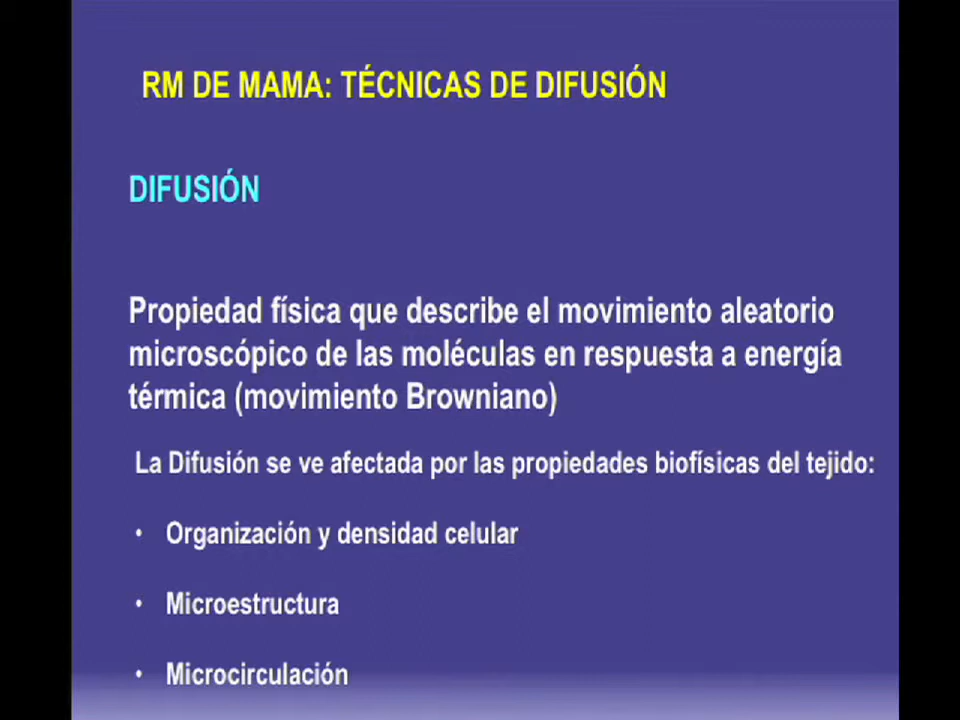 RM DE MAMA: TÉCNICAS DE DIFUSIÓN
DIFUSIÓN
Propiedad física que describe el movimiento aleatorio
microscópico de las moléculas en respuesta a energía
térmica (movimiento Browniano)
La Difusión se ve afectada por las propiedades biofísicas del tejido:
• Organización y densidad celular
• Microestructura
• Microcirculación